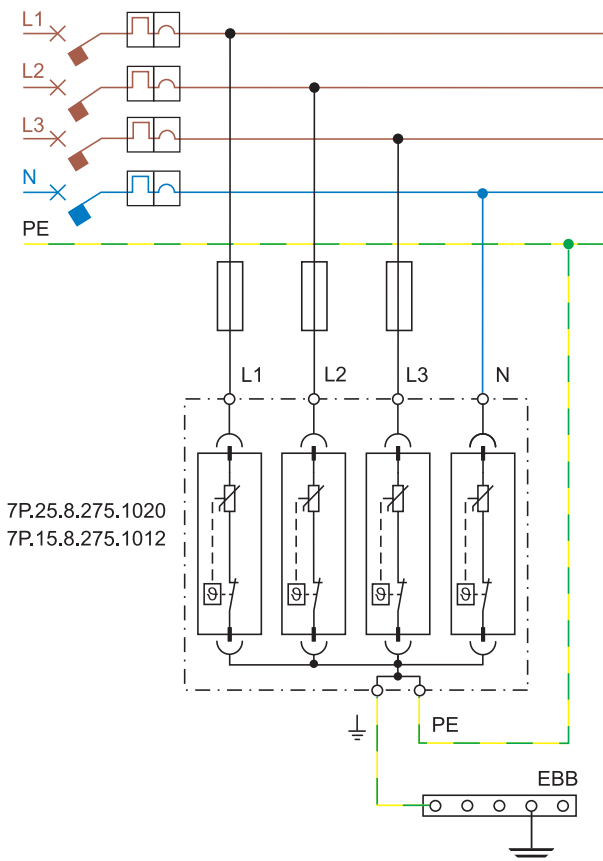 L1
L2
L3
N
PE
L1 L2 L3 N
7P.25.8.275.1020
7P.15.8.275.1012
ϑ ϑ ϑ ϑ
PE
EBB